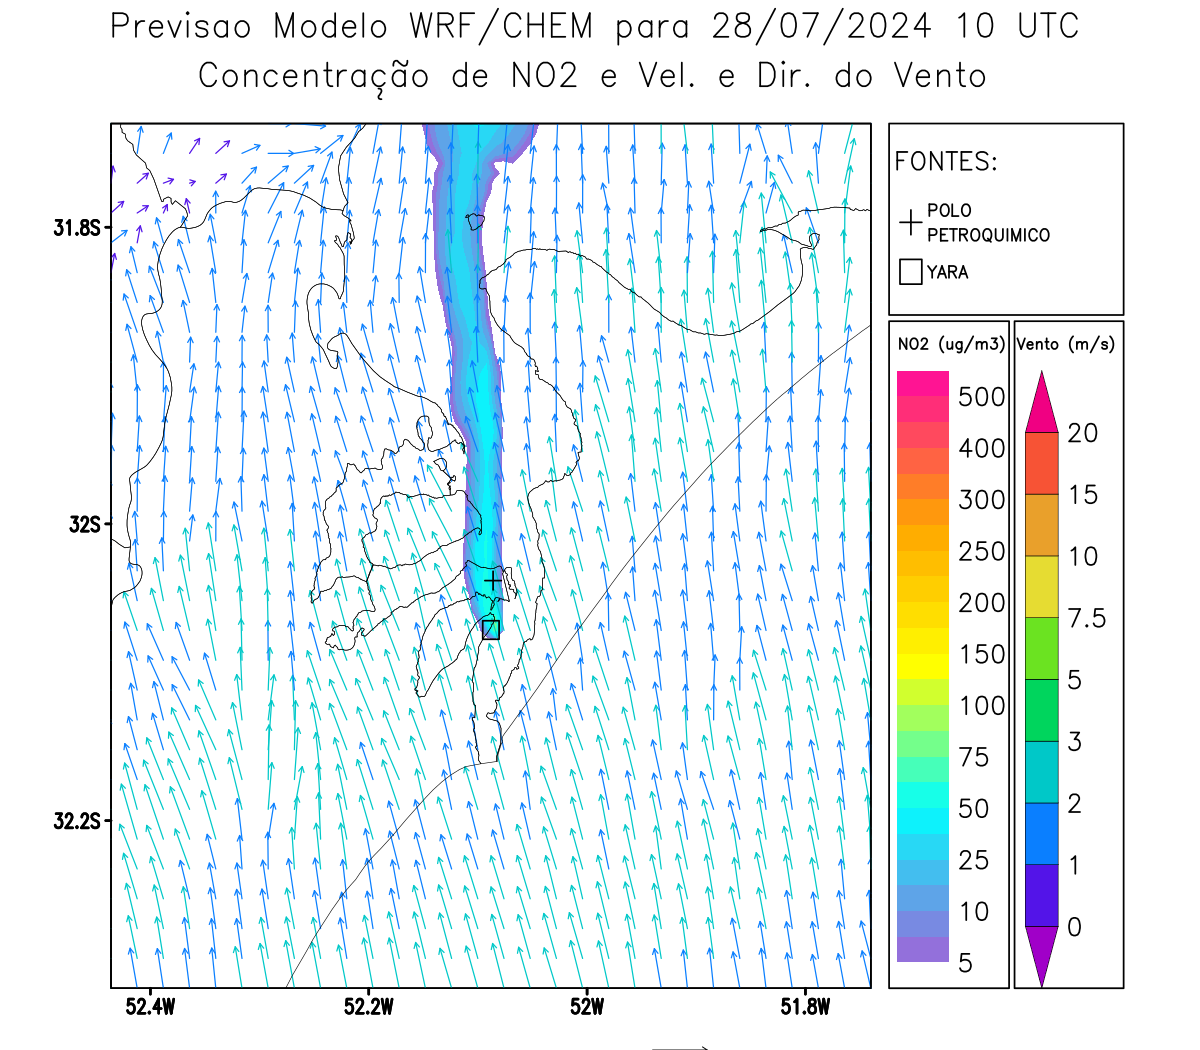 Previsao Modelo WRF/CHEM para 28/07/2024 10 UTC
Concentração de NO2 e Vel. e Dir. do Vento
FONTES:
POLO
PETROQUIMICO
YARA
NO2 (ug/m3)
500
400
300
250
200
150
100
75
50
25
10
5
Vento (m/s)
20
15
10
7.5
5
3
2
1
0
31.8S
32S
32.2S
52.4W
52.2W
52W
51.8W